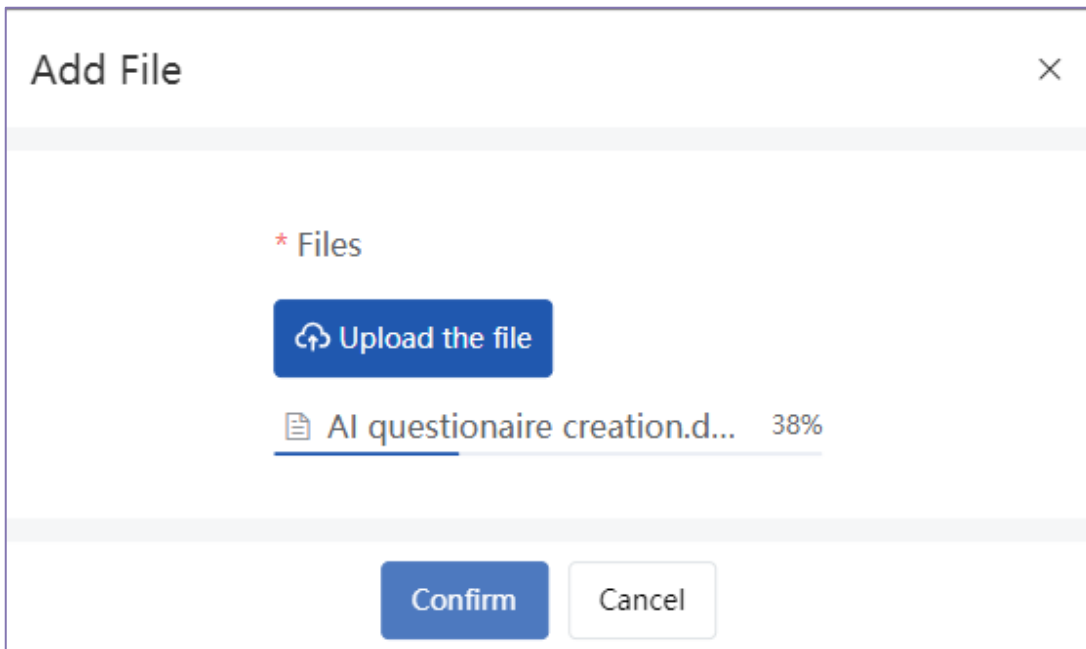 Add File
* Files
Upload the file
AI questionaire creation.d... 38%
Confirm Cancel